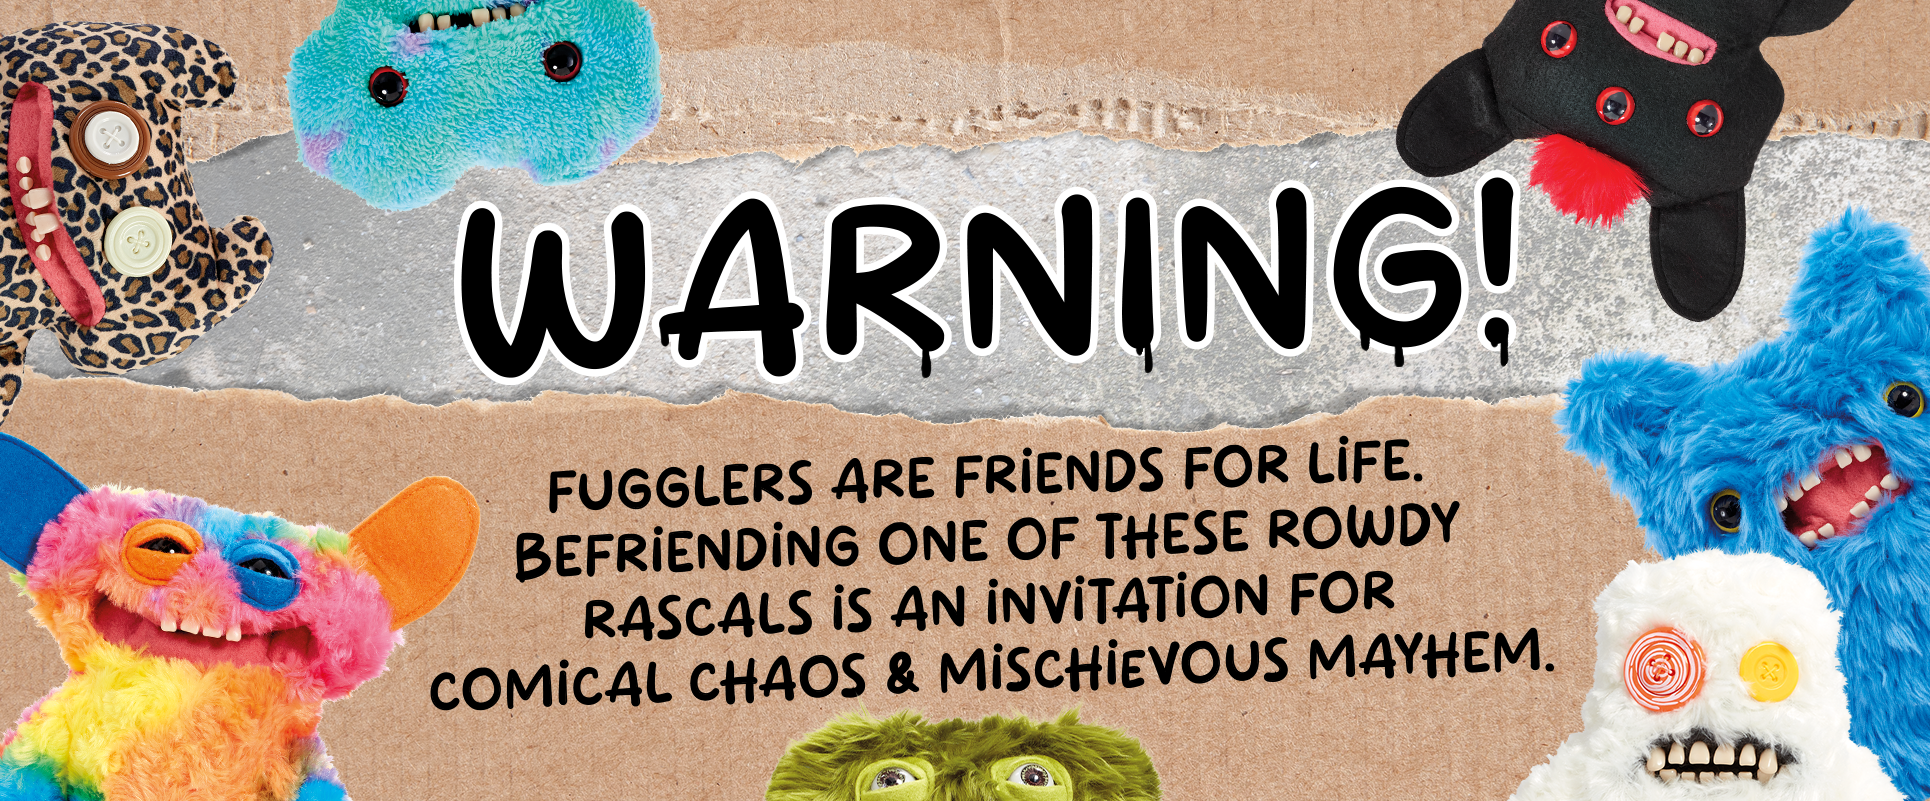 WARNING!
FUGGLERS ARE FRiENDS FOR LiFE.
BEFRiENDiNG ONE OF THESE ROWDY
RASCALS iS AN iNViTATiON FOR
COMiCAL CHAOS & MiSCHiEVOUS MAYHEM.